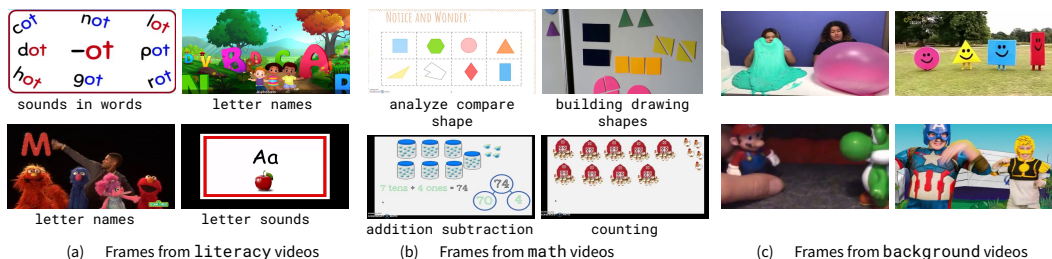 cot not lot
dot –ot pot
hot got rot
sounds in words
letter names
M
letter names
Aa
letter sounds
(a) Frames from literacy videos
NOTICE AND WONDER:
analyze compare
shape
building drawing
shapes
7 tens + 4 ones = 74
74
70 4
addition subtraction
counting
(b) Frames from math videos
(c) Frames from background videos